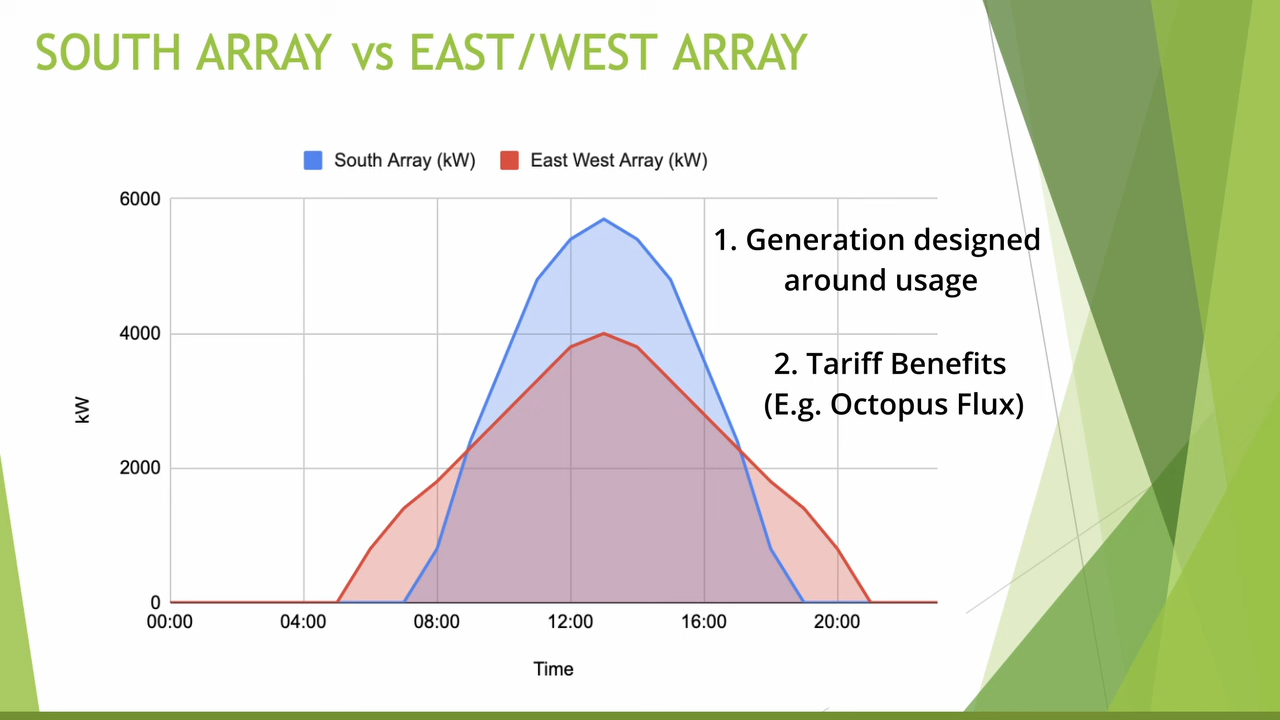 SOUTH ARRAY vs EAST/WEST ARRAY
South Array (kW)
East West Array (kW)
6000
4000
2000
0
kW
00:00
04:00
08:00
12:00
16:00
20:00
Time
1. Generation designed
around usage
2. Tariff Benefits
(E.g. Octopus Flux)